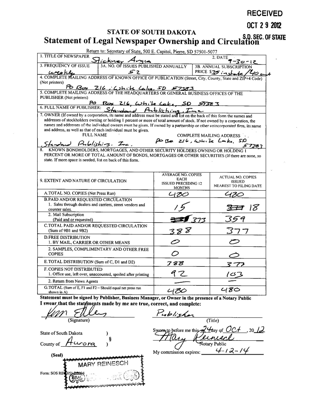 RECEIVED
OCT 29 2012
S.D. SEC. OF STATE
STATE OF SOUTH DAKOTA
Statement of Legal Newspaper Ownership and Circulation
Return to: Secretary of State, 500 E. Capitol, Pierre, SD 57501-5077
1. TITLE OF NEWSPAPER
Stickney Argus
2. DATE
9-30-12
3. FREQUENCY OF ISSUE
weekly
3A. NO. OF ISSUES PUBLISHED ANNUALLY
52
3B. ANNUAL SUBSCRIPTION
PRICE
4. COMPLETE MAILING ADDRESS OF KNOWN OFFICE OF PUBLICATION (Street, City, County, State and ZIP+4 Code)
(Not printers)
Po Box 216, White Lake, SD 57383
5. COMPLETE MAILING ADDRESS OF THE HEADQUARTERS OR GENERAL BUSINESS OFFICES OF THE
PUBLISHER (Not printers)
Po Box 216, White Lake, SD 57383
6. FULL NAME OF PUBLISHER:
Standard Publishing, Inc.
7. OWNER (If owned by a corporation, its name and address must be stated and list on the back of this form the names and
addresses of stockholders owning or holding 1 percent or more of total amount of stock. If not owned by a corporation, the
names and addresses of the individual owners must be given. If owned by a partnership or other unincorporated firm, its name
and address, as well as that of each individual must be given.
FULL NAME COMPLETE MAILING ADDRESS
Standard Publishing, Inc. Po Box 216, White Lake, SD
57383
8. KNOWN BONDHOLDERS, MORTGAGES, AND OTHER SECURITY HOLDERS OWNING OR HOLDING 1
PERCENT OR MORE OF TOTAL AMOUNT OF BONDS, MORTGAGES OR OTHER SECURITIES (If there are none, so
state. If more space is needed, list on back of this form.
9. EXTENT AND NATURE OF CIRCULATION
AVERAGE NO. COPIES
EACH
ISSUED PRECEDING 12
MONTHS
ACTUAL NO. COPIES
ISSUED
NEAREST TO FILING DATE
A.TOTAL NO. COPIES (Net Press Run) 480 480
B.PAID AND/OR REQUESTED CIRCULATION
1. Sales through dealers and carriers, street vendors and
counter sales. 15 18
2. Mail Subscription
(Paid and or requested) 373 359
C.TOTAL PAID AND/OR REQUESTED CIRCULATION
(Sum of 9B1 and 9B2) 388 377
D.FREE DISTRIBUTION
1. BY MAIL, CARRIER OR OTHER MEANS 0 0
2. SAMPLES, COMPLIMENTARY AND OTHER FREE
COPIES 0 0
E.TOTAL DISTRIBUTION (Sum of C, D1 and D2) 388 377
F. COPIES NOT DISTRIBUTED
1. Office use, left over, unaccounted, spoiled after printing 92 103
2. Return from News Agents
G.TOTAL (Sum of E, F1 and F2 - Should equal net press run
shown in A) 480 480
Statement must be signed by Publisher, Business Manager, or Owner in the presence of a Notary Public
I swear that the statements made by me are true, correct, and complete:
Publisher
(Signature) (Title)
State of South Dakota )
§
County of Aurora )
Sworn to before me this 24 day of Oct, 20 12
Mary Reinesch
Notary Public
(Seal) My commission expires: 4-12-14
MARY REINESCH